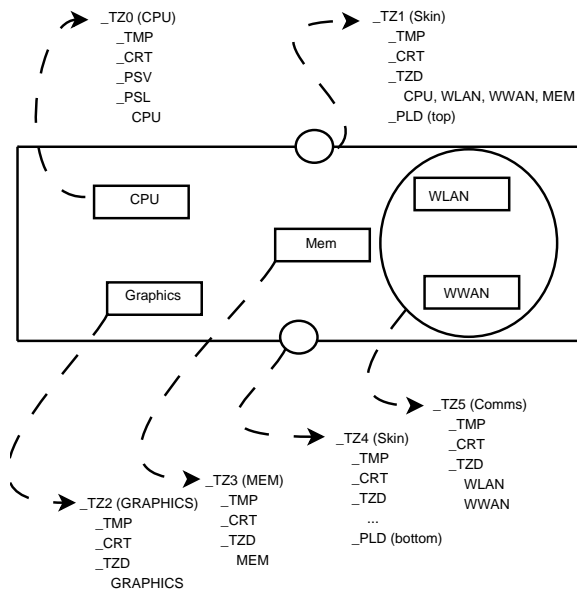 _TZ0 (CPU)
_TMP
_CRT
_PSV
_PSL
CPU
_TZ1 (Skin)
_TMP
_CRT
_TZD
CPU, WLAN, WWAN, MEM
_PLD (top)
CPU
WLAN
Mem
Graphics
WWAN
_TZ2 (GRAPHICS)
_TMP
_CRT
_TZD
GRAPHICS
_TZ3 (MEM)
_TMP
_CRT
_TZD
MEM
_TZ4 (Skin)
_TMP
_CRT
_TZD
...
_PLD (bottom)
_TZ5 (Comms)
_TMP
_CRT
_TZD
WLAN
WWAN